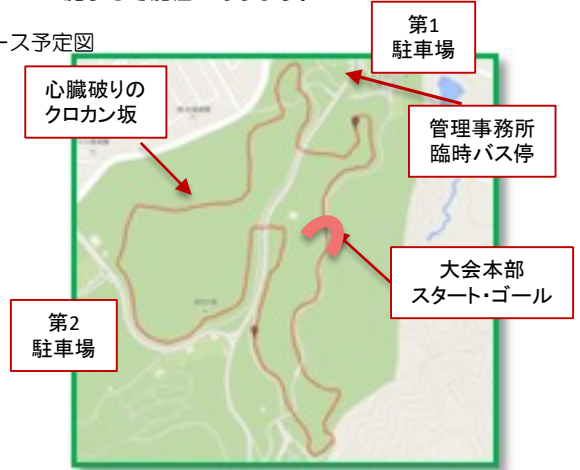 ース予定図
第1
駐車場
心臓破りの
クロカン坂
管理事務所
臨時バス停
大会本部
スタート・ゴール
第2
駐車場